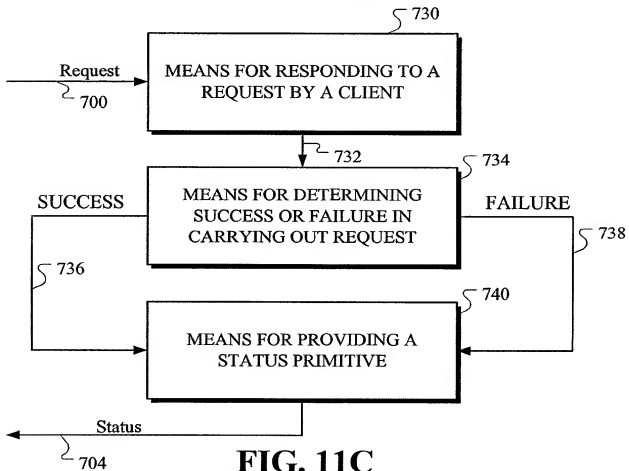 730
Request
700
MEANS FOR RESPONDING TO A
REQUEST BY A CLIENT
732
734
SUCCESS
MEANS FOR DETERMINING
SUCCESS OR FAILURE IN
CARRYING OUT REQUEST
FAILURE
736
738
740
MEANS FOR PROVIDING A
STATUS PRIMITIVE
Status
704
FIG. 11C